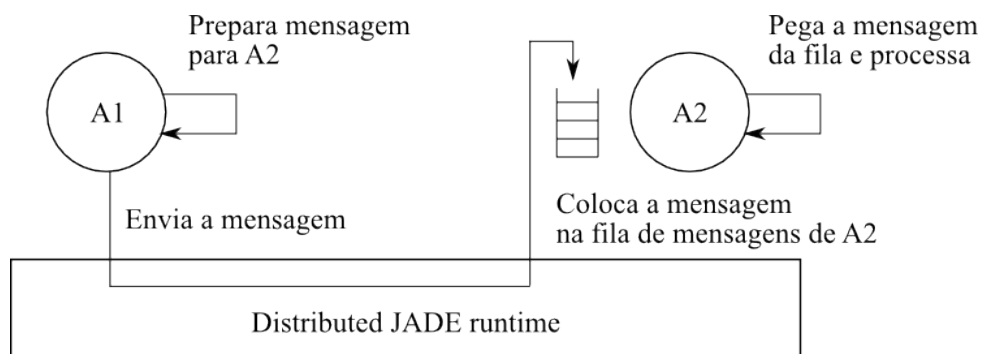 Prepara mensagem
para A2
A1
Envia a mensagem
Pega a mensagem
da fila e processa
A2
Coloca a mensagem
na fila de mensagens de A2
Distributed JADE runtime